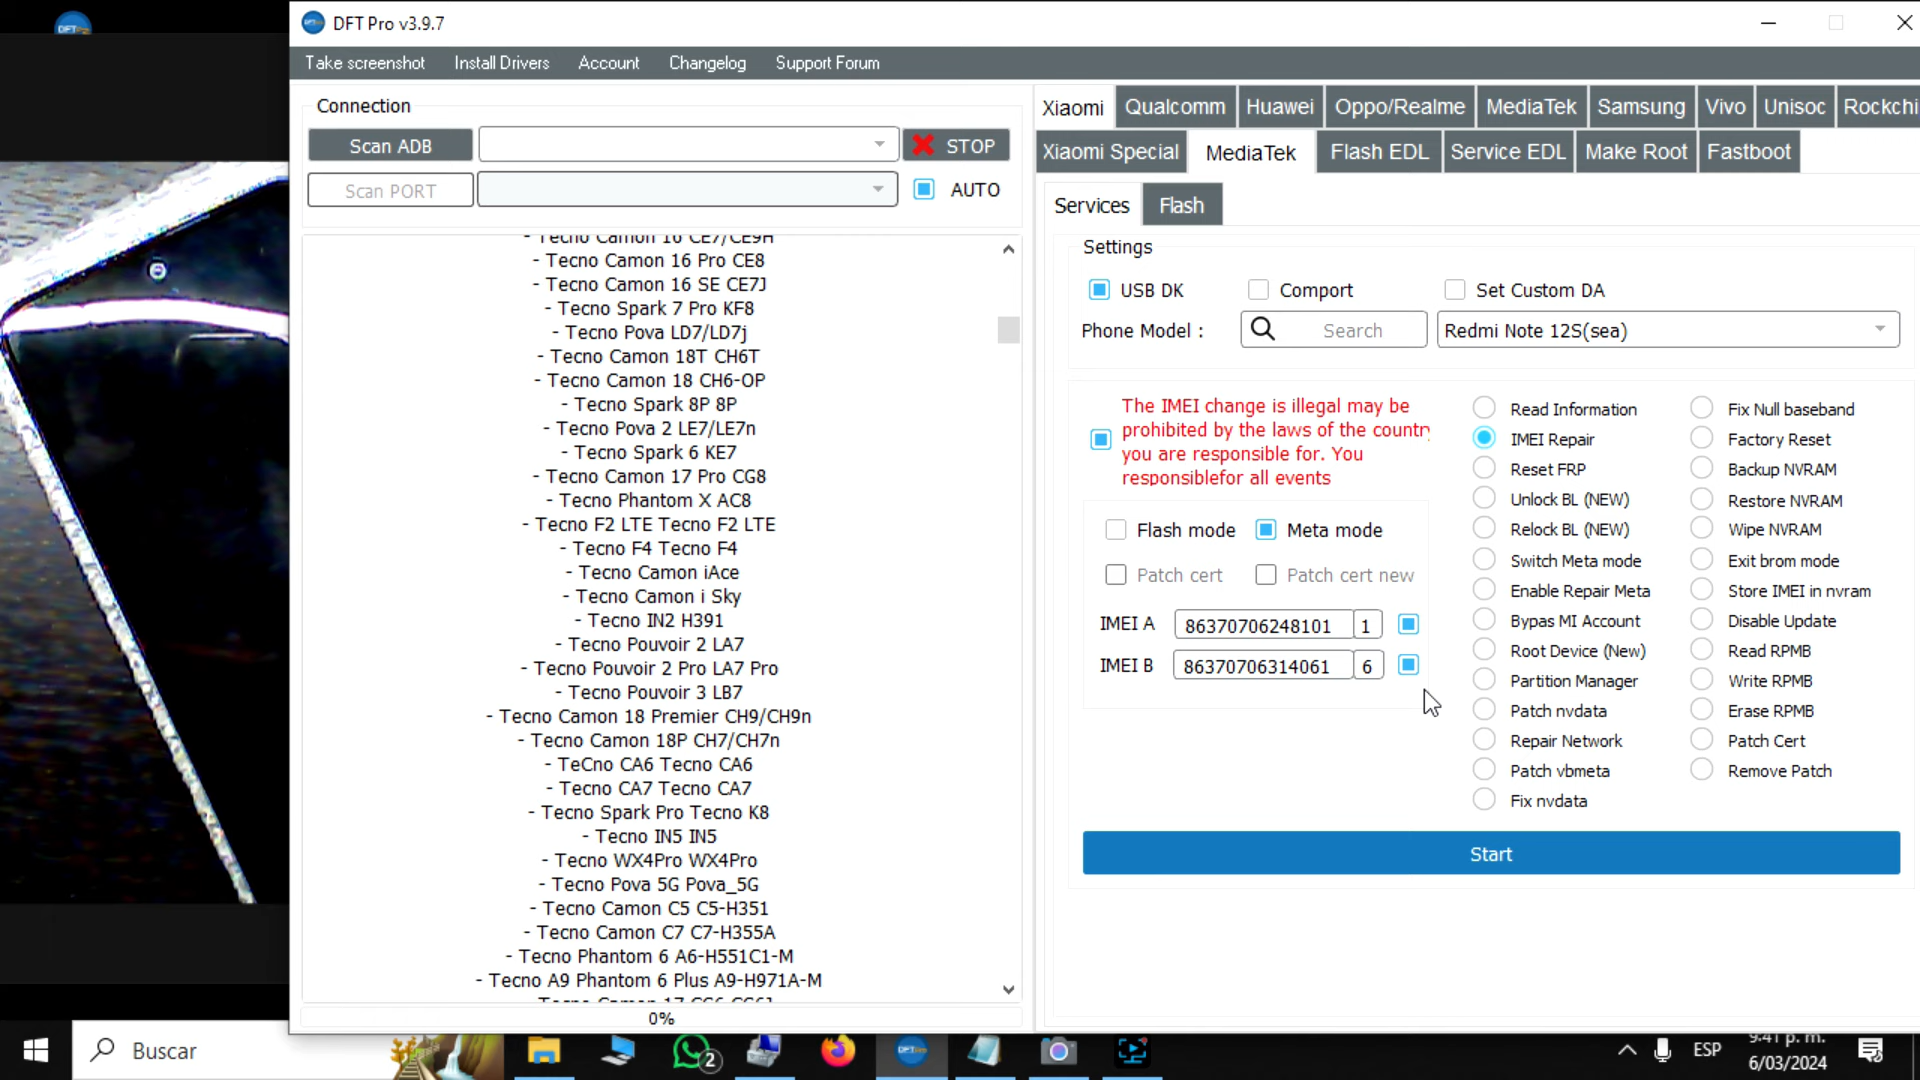 DFT Pro v3.9.7
Take screenshot Install Drivers Account Changelog Support Forum
Connection
Scan ADB STOP
Scan PORT AUTO
- Tecno Camon 16 CE7/CE9H
- Tecno Camon 16 Pro CE8
- Tecno Camon 16 SE CE7J
- Tecno Spark 7 Pro KF8
- Tecno Pova LD7/LD7j
- Tecno Camon 18T CH6T
- Tecno Camon 18 CH6-OP
- Tecno Spark 8P 8P
- Tecno Pova 2 LE7/LE7n
- Tecno Spark 6 KE7
- Tecno Camon 17 Pro CG8
- Tecno Phantom X AC8
- Tecno F2 LTE Tecno F2 LTE
- Tecno F4 Tecno F4
- Tecno Camon iAce
- Tecno Camon i Sky
- Tecno IN2 H391
- Tecno Pouvoir 2 LA7
- Tecno Pouvoir 2 Pro LA7 Pro
- Tecno Pouvoir 3 LB7
- Tecno Camon 18 Premier CH9/CH9n
- Tecno Camon 18P CH7/CH7n
- TeCno CA6 Tecno CA6
- Tecno CA7 Tecno CA7
- Tecno Spark Pro Tecno K8
- Tecno IN5 IN5
- Tecno WX4Pro WX4Pro
- Tecno Pova 5G Pova_5G
- Tecno Camon C5 C5-H351
- Tecno Camon C7 C7-H355A
- Tecno Phantom 6 A6-H551C1-M
- Tecno A9 Phantom 6 Plus A9-H971A-M
0%
Xiaomi Qualcomm Huawei Oppo/Realme MediaTek Samsung Vivo Unisoc Rockchi
Xiaomi Special MediaTek Flash EDL Service EDL Make Root Fastboot
Services Flash
Settings
USB DK Comport Set Custom DA
Phone Model : Search Redmi Note 12S(sea)
The IMEI change is illegal may be
prohibited by the laws of the country
you are responsible for. You
responsiblefor all events
Flash mode Meta mode
Patch cert Patch cert new
IMEI A 86370706248101 1
IMEI B 86370706314061 6
Read Information
IMEI Repair
Reset FRP
Unlock BL (NEW)
Relock BL (NEW)
Switch Meta mode
Enable Repair Meta
Bypas MI Account
Root Device (New)
Partition Manager
Patch nvdata
Repair Network
Patch vbmeta
Fix nvdata
Fix Null baseband
Factory Reset
Backup NVRAM
Restore NVRAM
Wipe NVRAM
Exit brom mode
Store IMEI in nvram
Disable Update
Read RPMB
Write RPMB
Erase RPMB
Patch Cert
Remove Patch
Start
Buscar
2
ESP
9:41 p. m.
6/03/2024